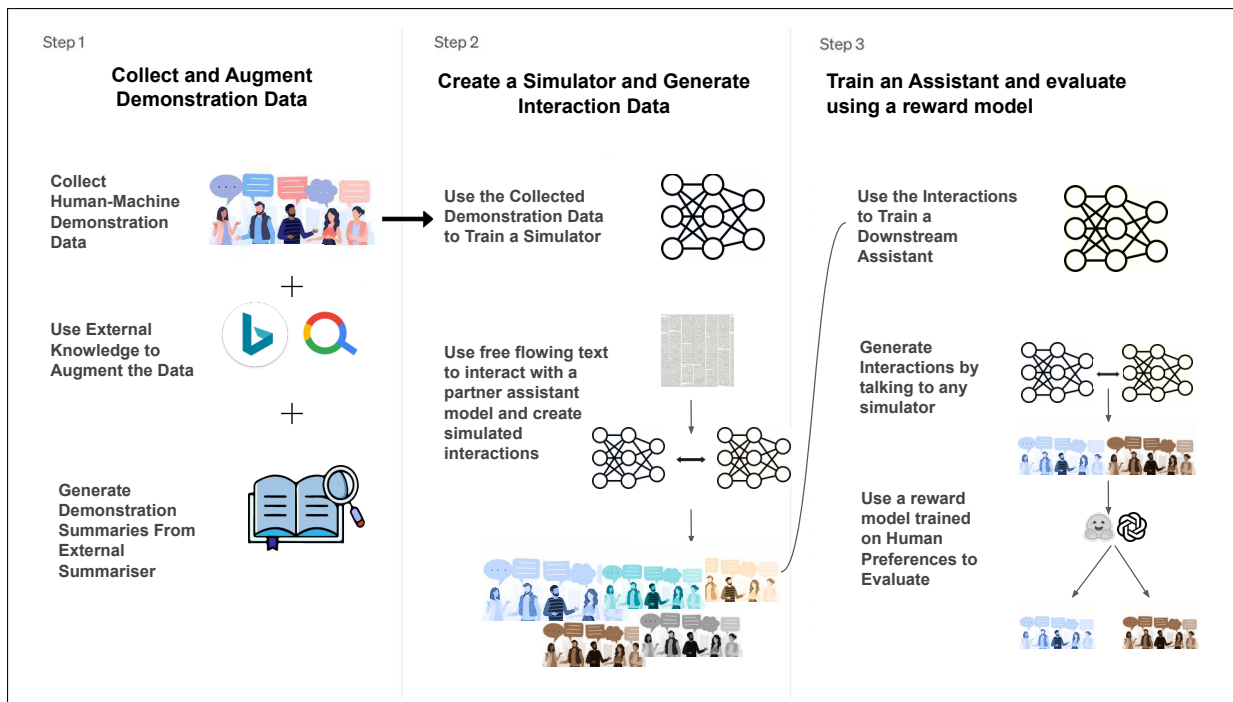 Step 1
Collect and Augment
Demonstration Data
Collect
Human-Machine
Demonstration
Data
Use External
Knowledge to
Augment the Data
Generate
Demonstration
Summaries From
External
Summariser
Step 2
Create a Simulator and Generate
Interaction Data
Use the Collected
Demonstration Data
to Train a Simulator
Use free flowing text
to interact with a
partner assistant
model and create
simulated
interactions
Step 3
Train an Assistant and evaluate
using a reward model
Use the Interactions
to Train a
Downstream
Assistant
Generate
Interactions by
talking to any
simulator
Use a reward
model trained
on Human
Preferences to
Evaluate